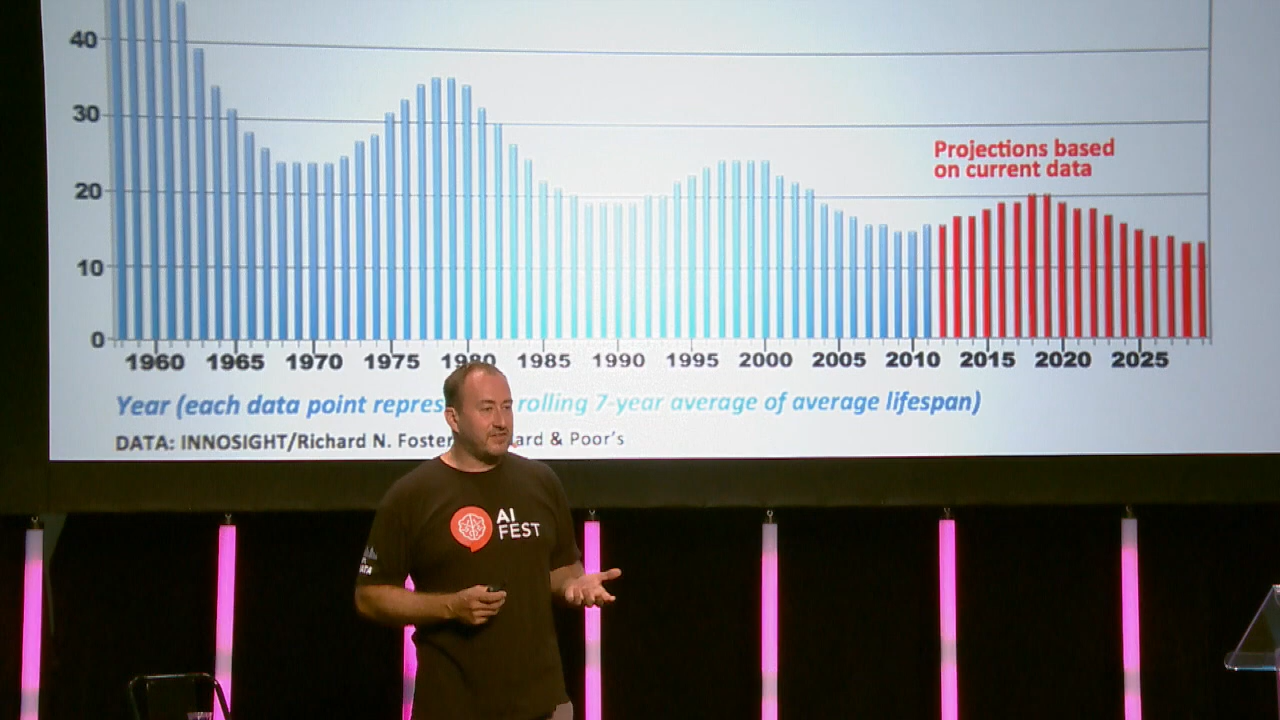 40
30
Projections based
on current data
20
10
0
1960 1965 1970 1975 1980 1985 1990 1995 2000 2005 2010 2015 2020 2025
Year (each data point rolling 7-year average of average lifespan)
DATA: INNOSIGHT/Richard N. Foster & Poor's
AI
FEST